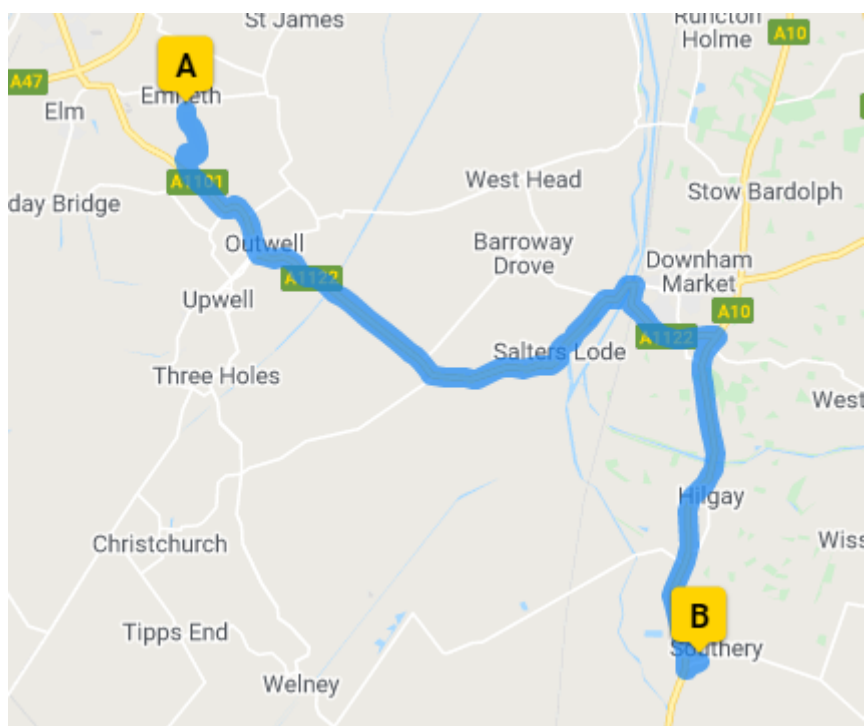 St James
Runcton
Holme
A10
A
A47
Emneth
Elm
A1101
West Head
Stow Bardolph
day Bridge
Outwell
Barroway
Drove
Downham
Market
A1122
Upwell
A10
A1122
Salters Lode
Three Holes
West
Hilgay
Christchurch
Wiss
B
Tipps End
Southery
Welney